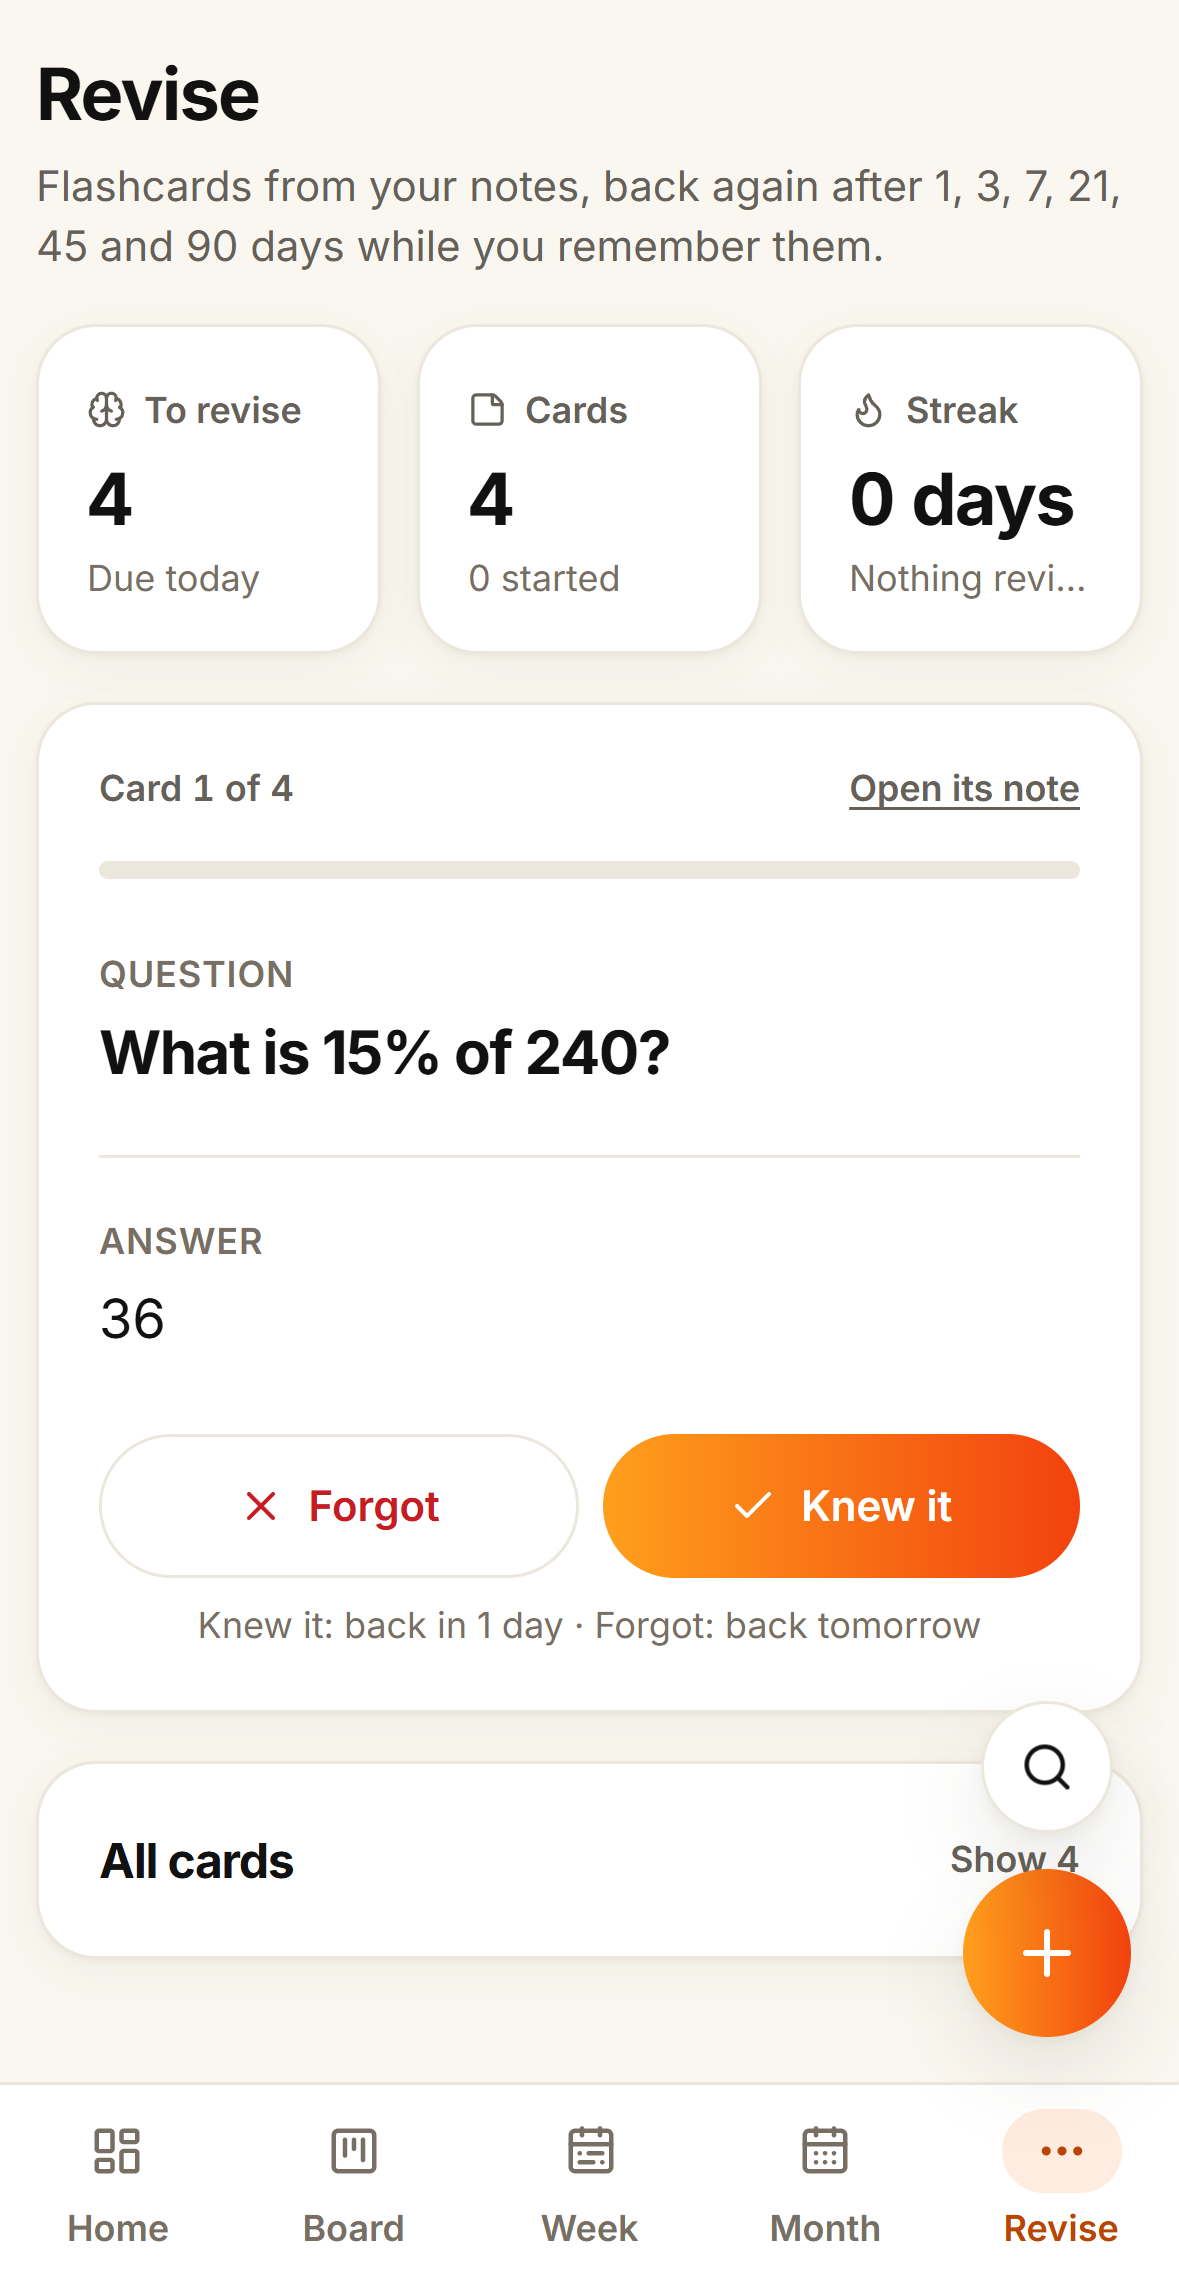 Revise
Flashcards from your notes, back again after 1, 3, 7, 21,
45 and 90 days while you remember them.
To revise
4
Due today
Cards
4
0 started
Streak
0 days
Nothing revi...
Card 1 of 4
Open its note
QUESTION
What is 15% of 240?
ANSWER
36
Forgot
Knew it
Knew it: back in 1 day · Forgot: back tomorrow
All cards
Show 4
Home
Board
Week
Month
Revise